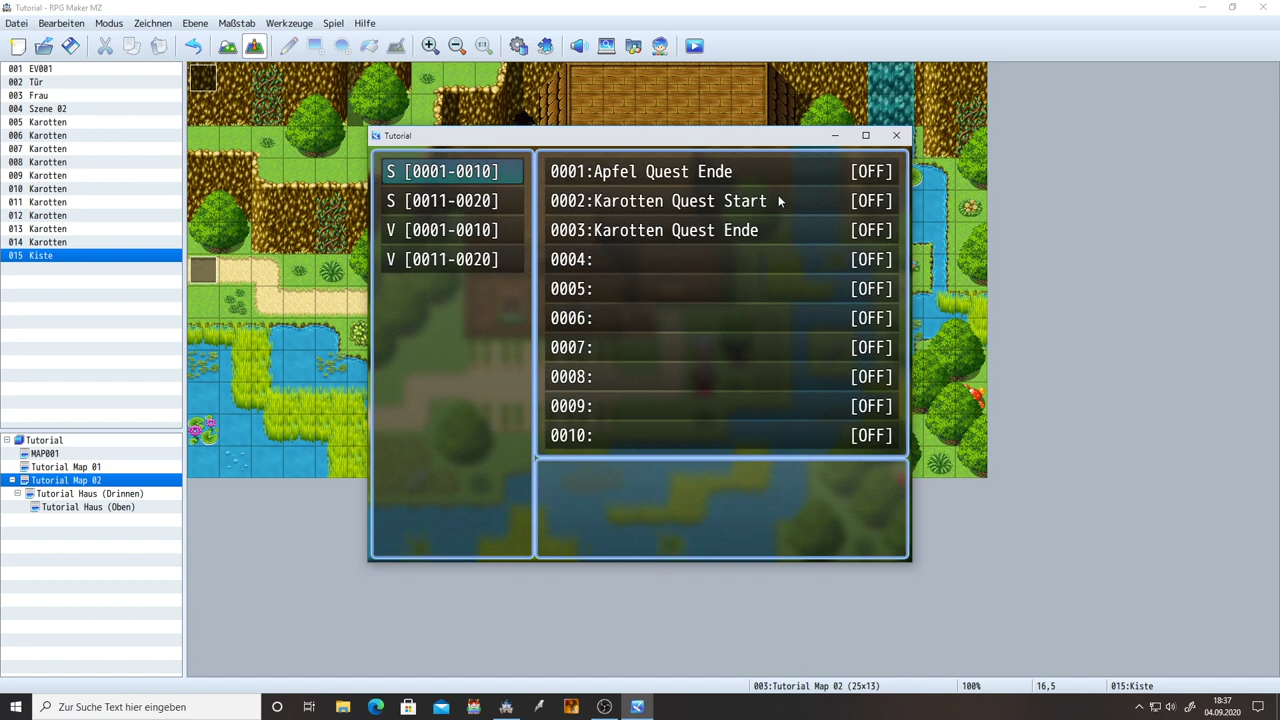 Tutorial - RPG Maker MZ
Datei Bearbeiten Modus Zeichnen Ebene Maßstab Werkzeuge Spiel Hilfe
001 EV001
002 Tür
003 Frau
004 Szene 02
005 Karotten
006 Karotten
007 Karotten
008 Karotten
009 Karotten
010 Karotten
011 Karotten
012 Karotten
013 Karotten
014 Karotten
015 Kiste
Tutorial
MAP001
Tutorial Map 01
Tutorial Map 02
Tutorial Haus (Drinnen)
Tutorial Haus (Oben)
Tutorial
S [0001-0010]
S [0011-0020]
V [0001-0010]
V [0011-0020]
0001:Apfel Quest Ende [OFF]
0002:Karotten Quest Start [OFF]
0003:Karotten Quest Ende [OFF]
0004: [OFF]
0005: [OFF]
0006: [OFF]
0007: [OFF]
0008: [OFF]
0009: [OFF]
0010: [OFF]
003:Tutorial Map 02 (25x13) 100% 16,5 015:Kiste
Zur Suche Text hier eingeben
18:37
04.09.2020